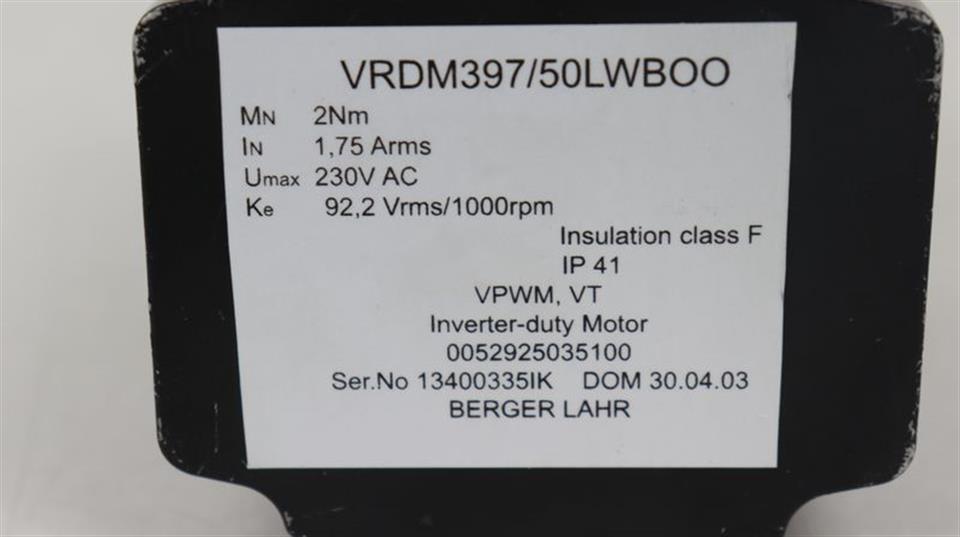 VRDM397/50LWBOO
MN 2Nm
IN 1,75 Arms
Umax 230V AC
Ke 92,2 Vrms/1000rpm
Insulation class F
IP 41
VPWM, VT
Inverter-duty Motor
0052925035100
Ser.No 13400335IK DOM 30.04.03
BERGER LAHR